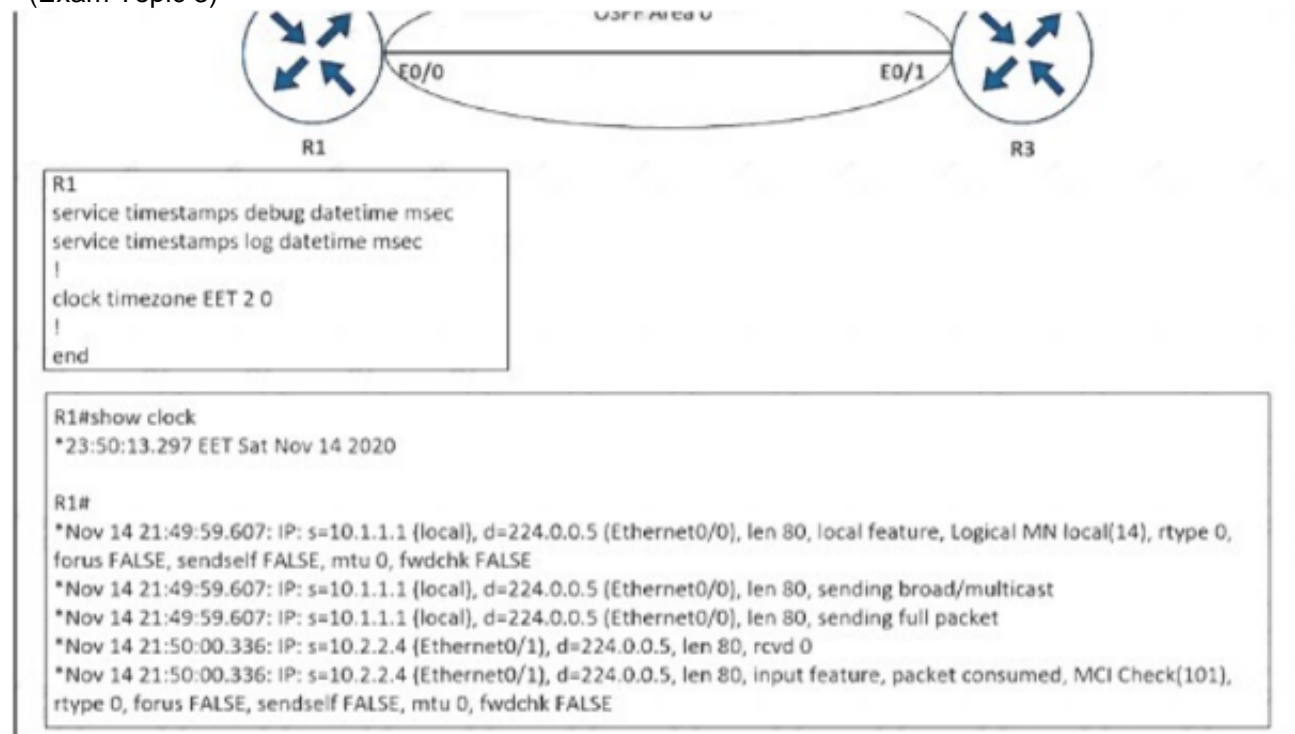 (Exam Topic 3)
OSPF Area 0
E0/0
E0/1
R1
R3
R1
service timestamps debug datetime msec
service timestamps log datetime msec
!
clock timezone EET 2 0
!
end
R1#show clock
*23:50:13.297 EET Sat Nov 14 2020
R1#
*Nov 14 21:49:59.607: IP: s=10.1.1.1 (local), d=224.0.0.5 (Ethernet0/0), len 80, local feature, Logical MN local(14), rtype 0,
forus FALSE, sendself FALSE, mtu 0, fwdchk FALSE
*Nov 14 21:49:59.607: IP: s=10.1.1.1 (local), d=224.0.0.5 (Ethernet0/0), len 80, sending broad/multicast
*Nov 14 21:49:59.607: IP: s=10.1.1.1 (local), d=224.0.0.5 (Ethernet0/0), len 80, sending full packet
*Nov 14 21:50:00.336: IP: s=10.2.2.4 (Ethernet0/1), d=224.0.0.5, len 80, rcvd 0
*Nov 14 21:50:00.336: IP: s=10.2.2.4 (Ethernet0/1), d=224.0.0.5, len 80, input feature, packet consumed, MCI Check(101),
rtype 0, forus FALSE, sendself FALSE, mtu 0, fwdchk FALSE